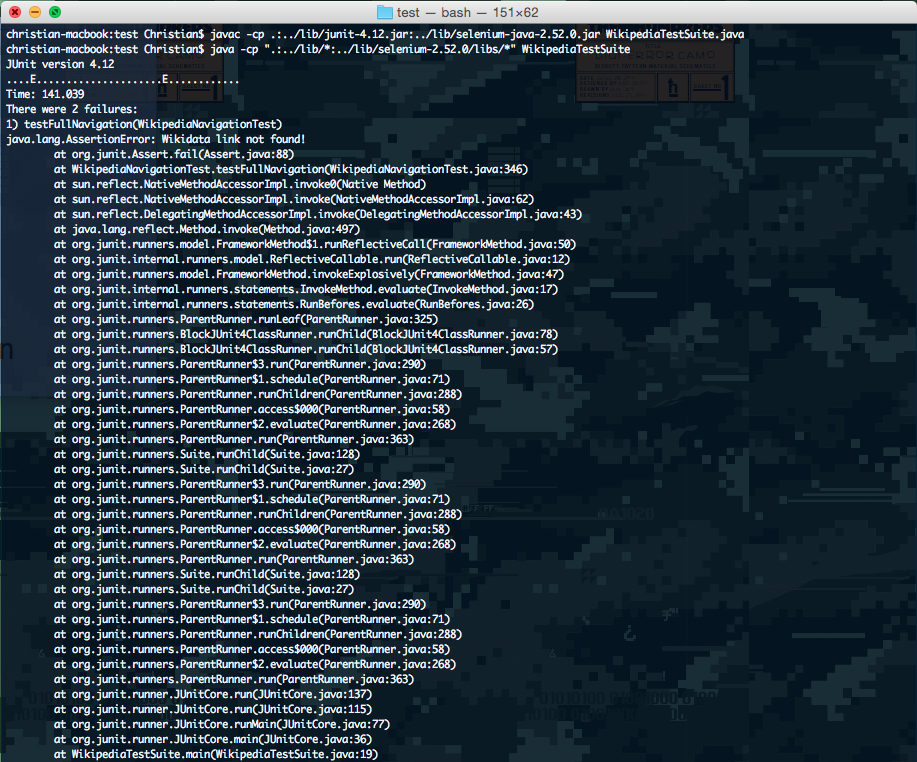 test — bash — 151×62
christian-macbook:test Christian$ javac -cp .:../lib/junit-4.12.jar:../lib/selenium-java-2.52.0.jar WikipediaTestSuite.java
christian-macbook:test Christian$ java -cp ".:../lib/*:../lib/selenium-2.52.0/libs/*" WikipediaTestSuite
JUnit version 4.12
....E.....................E............
Time: 141.039
There were 2 failures:
1) testFullNavigation(WikipediaNavigationTest)
java.lang.AssertionError: Wikidata link not found!
at org.junit.Assert.fail(Assert.java:88)
at WikipediaNavigationTest.testFullNavigation(WikipediaNavigationTest.java:346)
at sun.reflect.NativeMethodAccessorImpl.invoke0(Native Method)
at sun.reflect.NativeMethodAccessorImpl.invoke(NativeMethodAccessorImpl.java:62)
at sun.reflect.DelegatingMethodAccessorImpl.invoke(DelegatingMethodAccessorImpl.java:43)
at java.lang.reflect.Method.invoke(Method.java:497)
at org.junit.runners.model.FrameworkMethod$1.runReflectiveCall(FrameworkMethod.java:50)
at org.junit.internal.runners.model.ReflectiveCallable.run(ReflectiveCallable.java:12)
at org.junit.runners.model.FrameworkMethod.invokeExplosively(FrameworkMethod.java:47)
at org.junit.internal.runners.statements.InvokeMethod.evaluate(InvokeMethod.java:17)
at org.junit.internal.runners.statements.RunBefores.evaluate(RunBefores.java:26)
at org.junit.runners.ParentRunner.runLeaf(ParentRunner.java:325)
at org.junit.runners.BlockJUnit4ClassRunner.runChild(BlockJUnit4ClassRunner.java:78)
at org.junit.runners.BlockJUnit4ClassRunner.runChild(BlockJUnit4ClassRunner.java:57)
at org.junit.runners.ParentRunner$3.run(ParentRunner.java:290)
at org.junit.runners.ParentRunner$1.schedule(ParentRunner.java:71)
at org.junit.runners.ParentRunner.runChildren(ParentRunner.java:288)
at org.junit.runners.ParentRunner.access$000(ParentRunner.java:58)
at org.junit.runners.ParentRunner$2.evaluate(ParentRunner.java:268)
at org.junit.runners.ParentRunner.run(ParentRunner.java:363)
at org.junit.runners.Suite.runChild(Suite.java:128)
at org.junit.runners.Suite.runChild(Suite.java:27)
at org.junit.runners.ParentRunner$3.run(ParentRunner.java:290)
at org.junit.runners.ParentRunner$1.schedule(ParentRunner.java:71)
at org.junit.runners.ParentRunner.runChildren(ParentRunner.java:288)
at org.junit.runners.ParentRunner.access$000(ParentRunner.java:58)
at org.junit.runners.ParentRunner$2.evaluate(ParentRunner.java:268)
at org.junit.runners.ParentRunner.run(ParentRunner.java:363)
at org.junit.runners.Suite.runChild(Suite.java:128)
at org.junit.runners.Suite.runChild(Suite.java:27)
at org.junit.runners.ParentRunner$3.run(ParentRunner.java:290)
at org.junit.runners.ParentRunner$1.schedule(ParentRunner.java:71)
at org.junit.runners.ParentRunner.runChildren(ParentRunner.java:288)
at org.junit.runners.ParentRunner.access$000(ParentRunner.java:58)
at org.junit.runners.ParentRunner$2.evaluate(ParentRunner.java:268)
at org.junit.runners.ParentRunner.run(ParentRunner.java:363)
at org.junit.runner.JUnitCore.run(JUnitCore.java:137)
at org.junit.runner.JUnitCore.run(JUnitCore.java:115)
at org.junit.runner.JUnitCore.runMain(JUnitCore.java:77)
at org.junit.runner.JUnitCore.main(JUnitCore.java:36)
at WikipediaTestSuite.main(WikipediaTestSuite.java:19)